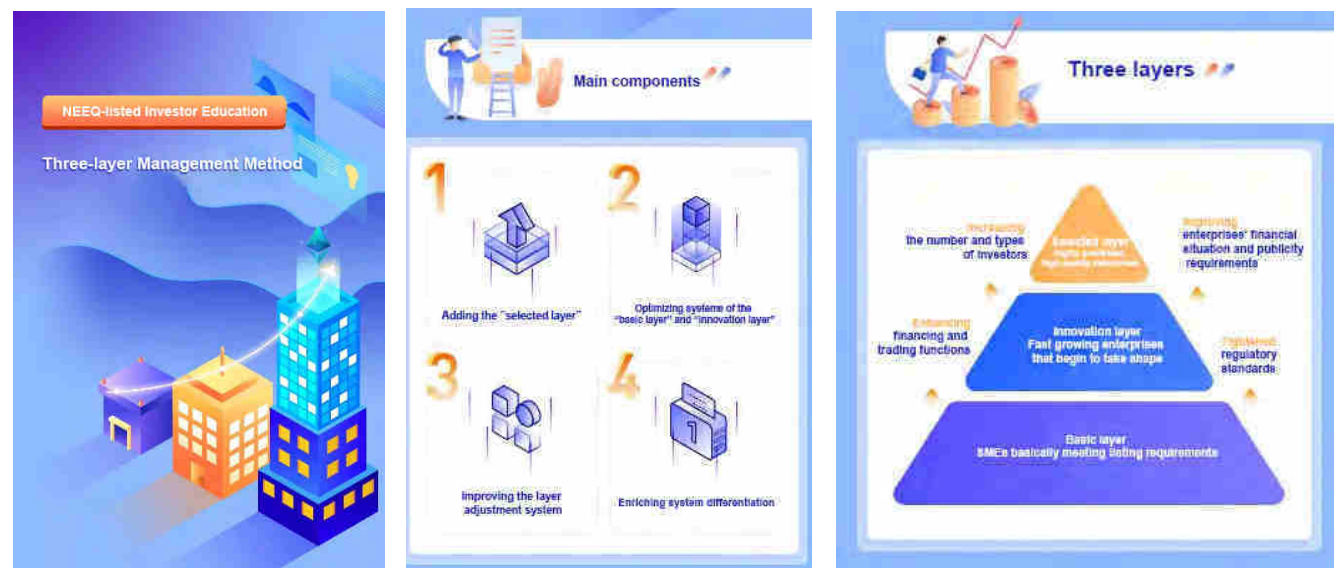 NEEQ-listed Investor Education
Three-layer Management Method
Main components
1
Adding the "selected layer"
2
Optimizing systems of the
"basic layer" and "innovation layer"
3
Improving the layer
adjustment system
4
1
Enriching system differentiation
Three layers
Increasing
the number and types
of investors
Selected layer
Improving
enterprises' financial
situation and publicity
requirements
Enhancing
financing and
trading functions
Innovation layer
Fast growing enterprises
that begin to take shape
Tightened
regulatory
standards
Basic layer
SMEs basically meeting listing requirements